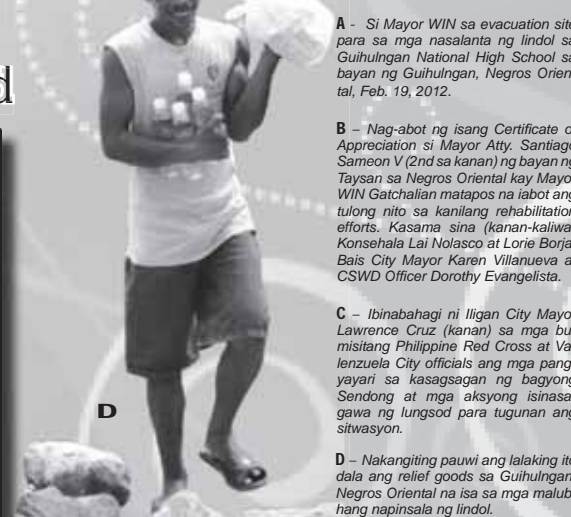 d
A - Si Mayor WIN sa evacuation site
para sa mga nasalanta ng lindol sa
Guihulngan National High School sa
bayan ng Guihulngan, Negros Orien
tal, Feb. 19, 2012.
B – Nag-abot ng isang Certificate o
Appreciation si Mayor Atty. Santiago
Sameon V (2nd sa kanan) ng bayan ng
Taysan sa Negros Oriental kay Mayo
WIN Gatchalian matapos na iabot ang
tulong nito sa kanilang rehabilitation
efforts. Kasama sina (kanan-kaliwa
Konsehala Lai Nolasco at Lorie Borja
Bais City Mayor Karen Villanueva a
CSWD Officer Dorothy Evangelista.
C – Ibinabahagi ni Iligan City Mayo
Lawrence Cruz (kanan) sa mga bu
misitang Philippine Red Cross at Va
lenzuela City officials ang mga pang
yayari sa kasagsagan ng bagyong
Sendong at mga aksyong isinasa
gawa ng lungsod para tugunan ang
sitwasyon.
D
D – Nakangiting pauwi ang lalaking ito
dala ang relief goods sa Guihulngan
Negros Oriental na isa sa mga malub
hang napinsala ng lindol.